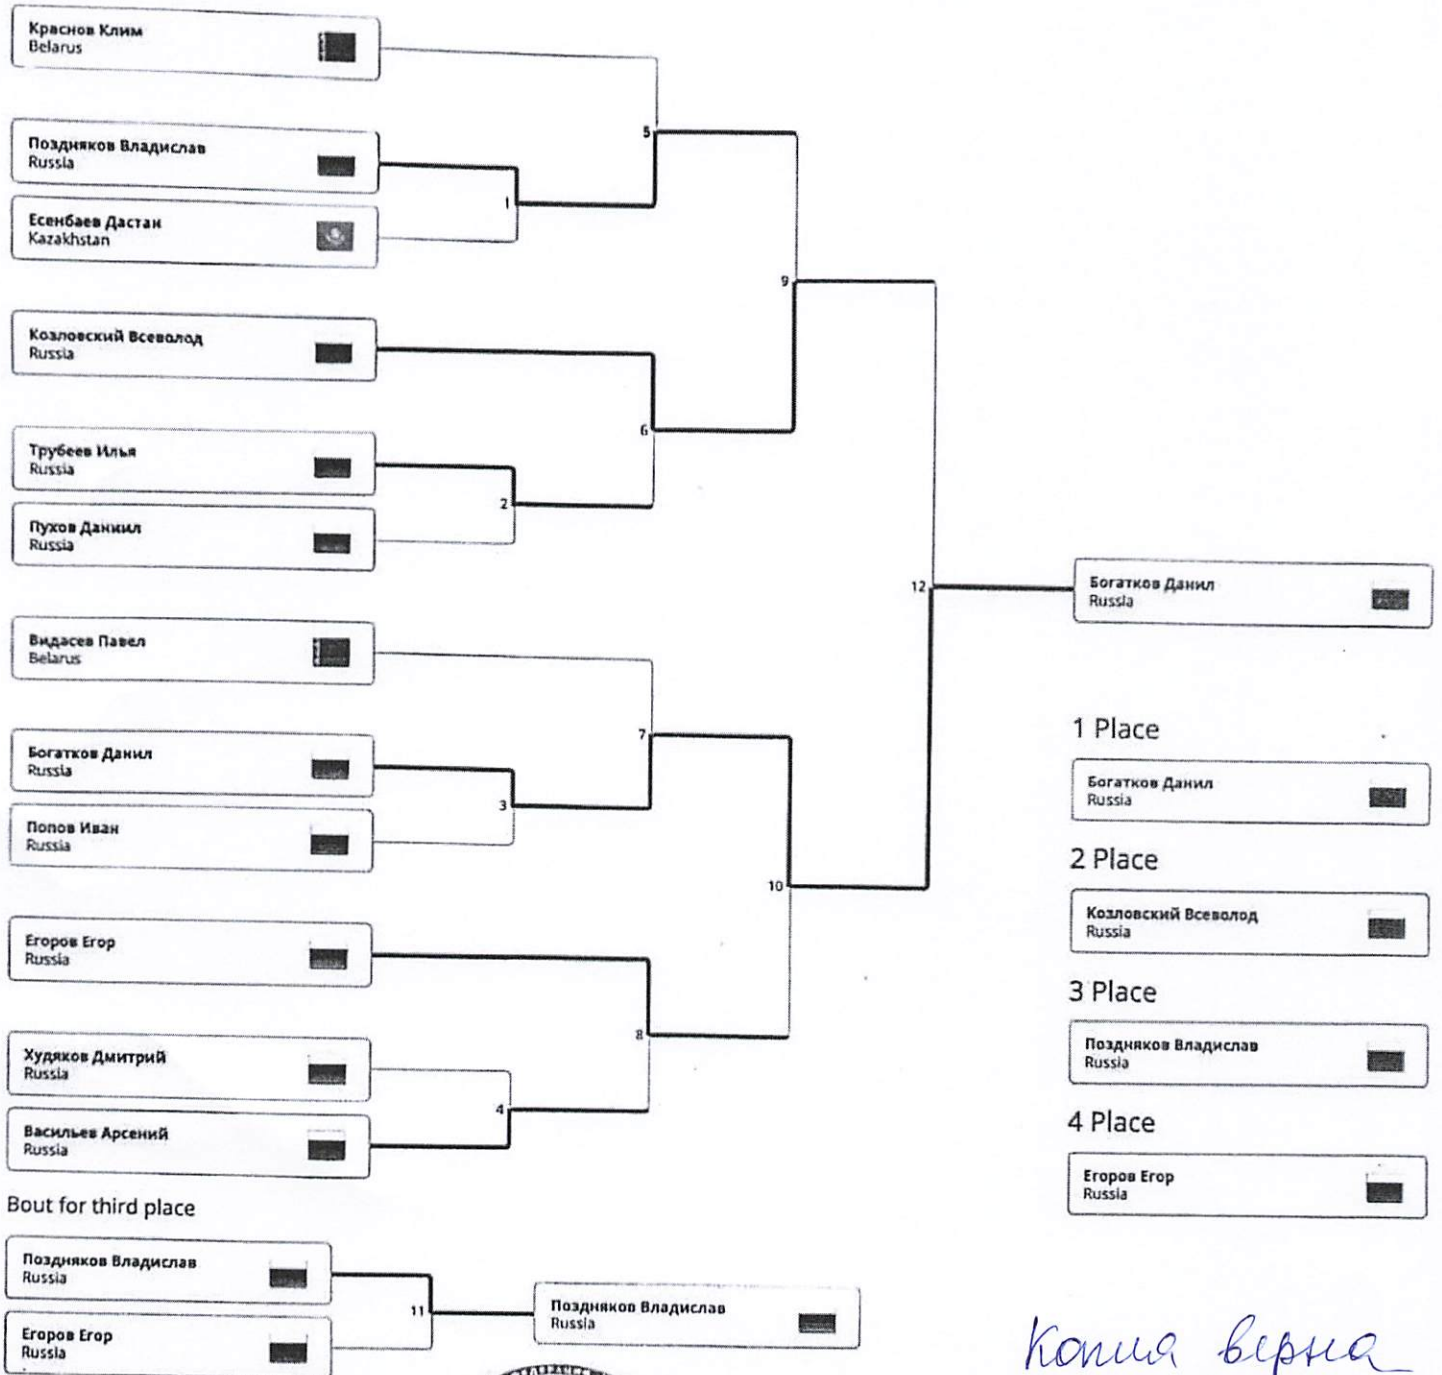 Краснов Клим
Belarus
Поздняков Владислав
Russia
Есенбаев Дастан
Kazakhstan
Козловский Всеволод
Russia
Трубеев Илья
Russia
Пухов Даниил
Russia
Видасев Павел
Belarus
Богатков Данил
Russia
Попов Иван
Russia
Егоров Егор
Russia
Худяков Дмитрий
Russia
Васильев Арсений
Russia
1
2
3
4
5
6
7
8
9
10
12
Богатков Данил
Russia
1 Place
Богатков Данил
Russia
2 Place
Козловский Всеволод
Russia
3 Place
Поздняков Владислав
Russia
4 Place
Егоров Егор
Russia
Bout for third place
Поздняков Владислав
Russia
Егоров Егор
Russia
11
Поздняков Владислав
Russia
Копия верна